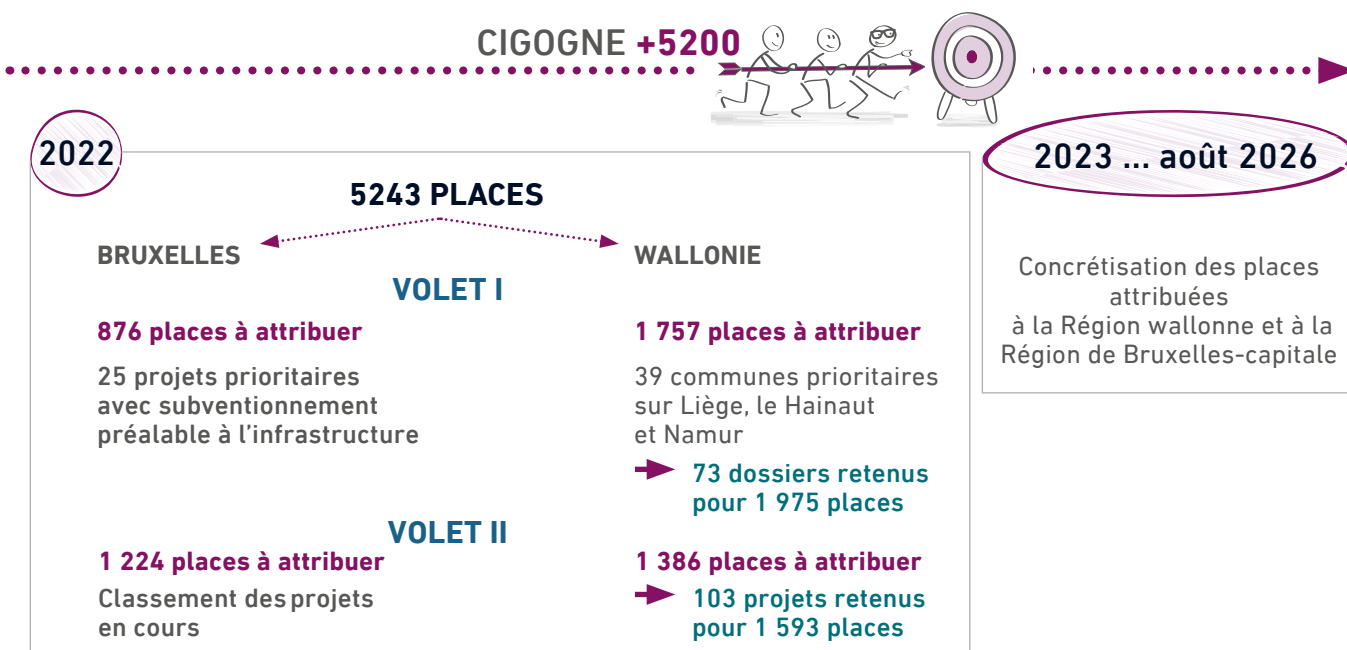 CIGOGNE +5200
2022
5243 PLACES
BRUXELLES
WALLONIE
VOLET I
876 places à attribuer
25 projets prioritaires
avec subventionnement
préalable à l'infrastructure
1 757 places à attribuer
39 communes prioritaires
sur Liège, le Hainaut
et Namur
73 dossiers retenus
pour 1 975 places
VOLET II
1 224 places à attribuer
Classement des projets
en cours
1 386 places à attribuer
103 projets retenus
pour 1 593 places
2023 ... août 2026
Concrétisation des places
attribuées
à la Région wallonne et à la
Région de Bruxelles-capitale